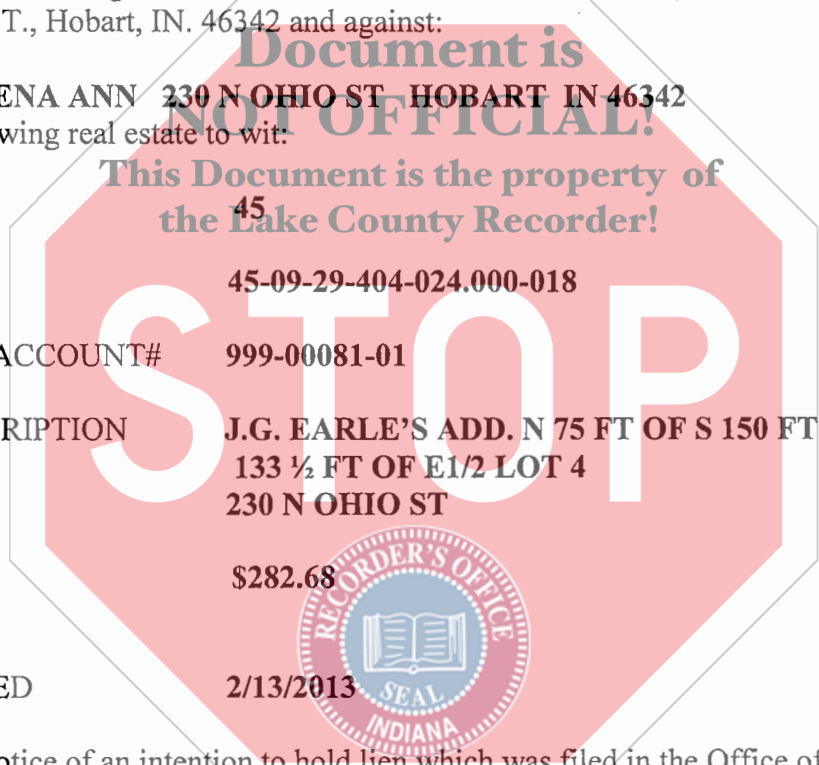 T., Hobart, IN. 46342 and against:
Document is
ENA ANN 230 N OHIO ST HOBART IN 46342
NOT OFFICIAL!
wing real estate to wit:
This Document is the property of
45
the Lake County Recorder!
45-09-29-404-024.000-018
STOP
ACCOUNT# 999-00081-01
RIPTION J.G. EARLE'S ADD. N 75 FT OF S 150 FT
133 ½ FT OF E1/2 LOT 4
230 N OHIO ST
$282.68
RECORDER'S OFFICE
SEAL
INDIANA
ED 2/13/2013
otice of an intention to hold lien which was filed in the Office of